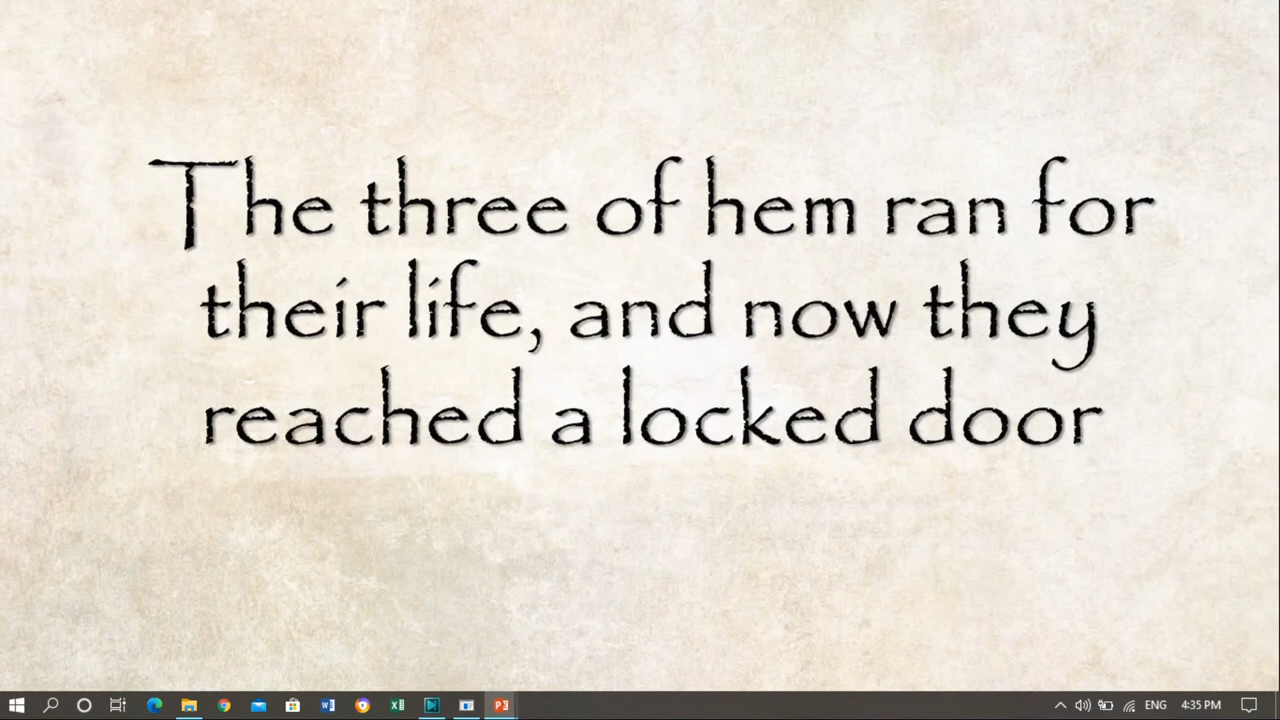 The three of hem ran for
their life, and now they
reached a locked door
ENG 4:35 PM